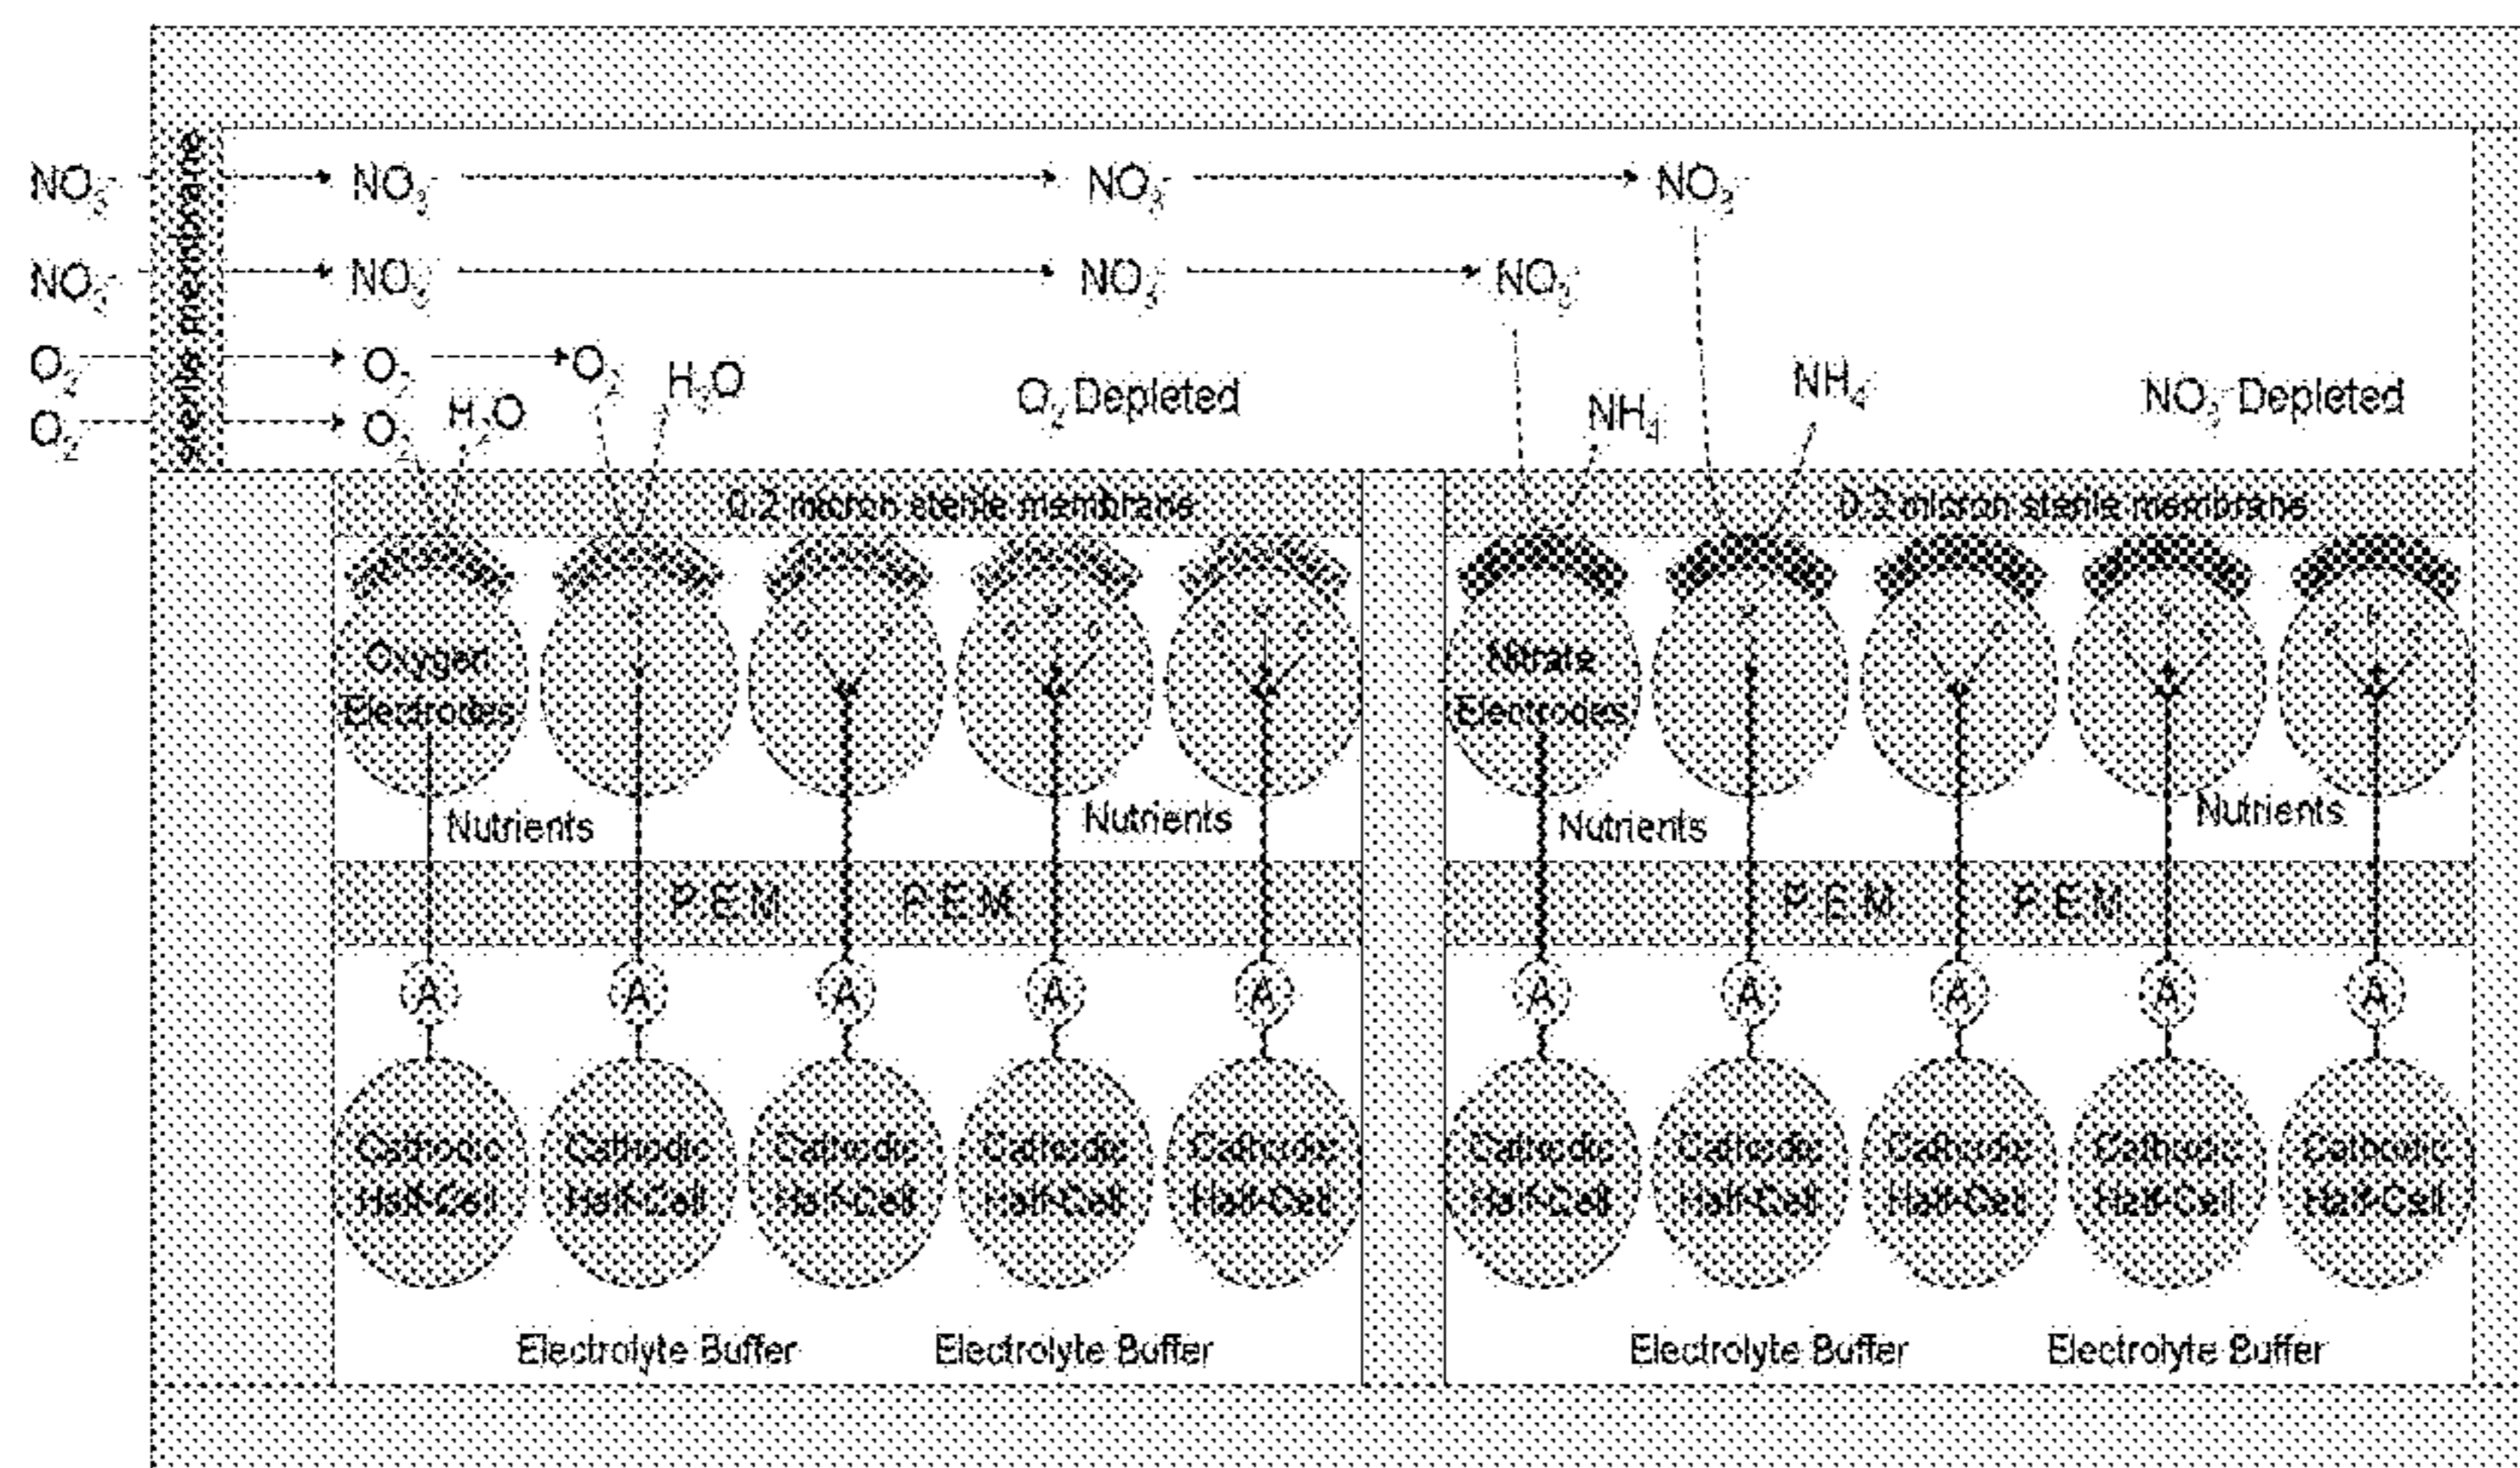 sterile membrane
NO₃⁻ NO₃⁻ NO₃⁻ NO₃⁻
NO₃⁻ NO₃⁻ NO₃⁻ NO₃⁻
O₂ O₂ O₂ H₂O
O₂ O₂ H₂O
O₂ Depleted
NH₄
NH₄
NO₃⁻ Depleted
0.2 micron sterile membrane 0.2 micron sterile membrane
Oxygen
Electrodes
Nitrate
Electrodes
Nutrients Nutrients Nutrients Nutrients
P.E.M. P.E.M. P.E.M. P.E.M.
A A A A A A A A A A
Cathodic Cathodic Cathodic Cathodic Cathodic Cathodic Cathodic Cathodic Cathodic Cathodic
Half-Cell Half-Cell Half-Cell Half-Cell Half-Cell Half-Cell Half-Cell Half-Cell Half-Cell Half-Cell
Electrolyte Buffer Electrolyte Buffer Electrolyte Buffer Electrolyte Buffer